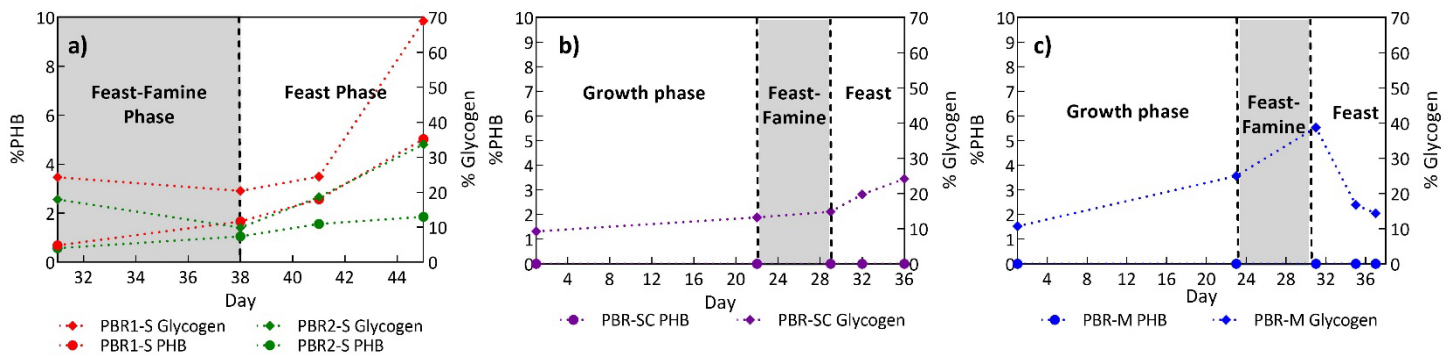 a)
Feast-Famine
Phase
Feast Phase
%PHB
% Glycogen
10
9
8
7
6
5
4
3
2
1
0
70
60
50
40
30
20
10
0
32
34
36
38
40
42
44
Day
PBR1-S Glycogen
PBR2-S Glycogen
PBR1-S PHB
PBR2-S PHB
b)
Growth phase
Feast-
Famine
Feast
%PHB
% Glycogen
10
9
8
7
6
5
4
3
2
1
0
70
60
50
40
30
20
10
0
4
8
12
16
20
24
28
32
36
Day
PBR-SC PHB
PBR-SC Glycogen
c)
Growth phase
Feast-
Famine
Feast
%PHB
% Glycogen
10
9
8
7
6
5
4
3
2
1
0
70
60
50
40
30
20
10
0
4
8
12
16
20
24
28
32
36
Day
PBR-M PHB
PBR-M Glycogen